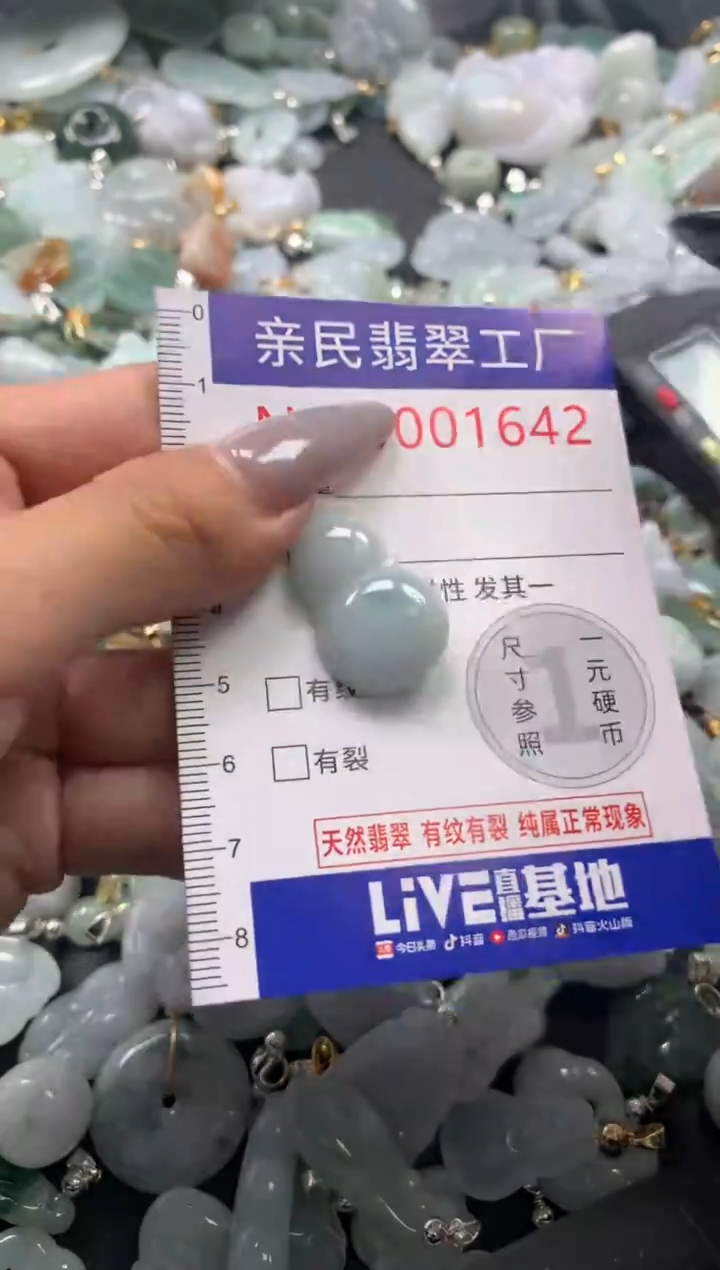 0
亲民翡翠工厂
1
001642
性 发其一
尺寸参照
一元硬币
1
5
有纹
6
有裂
7
天然翡翠 有纹有裂 纯属正常现象
LiVE直播基地
8
今日头条 抖音 西瓜视频 抖音火山版